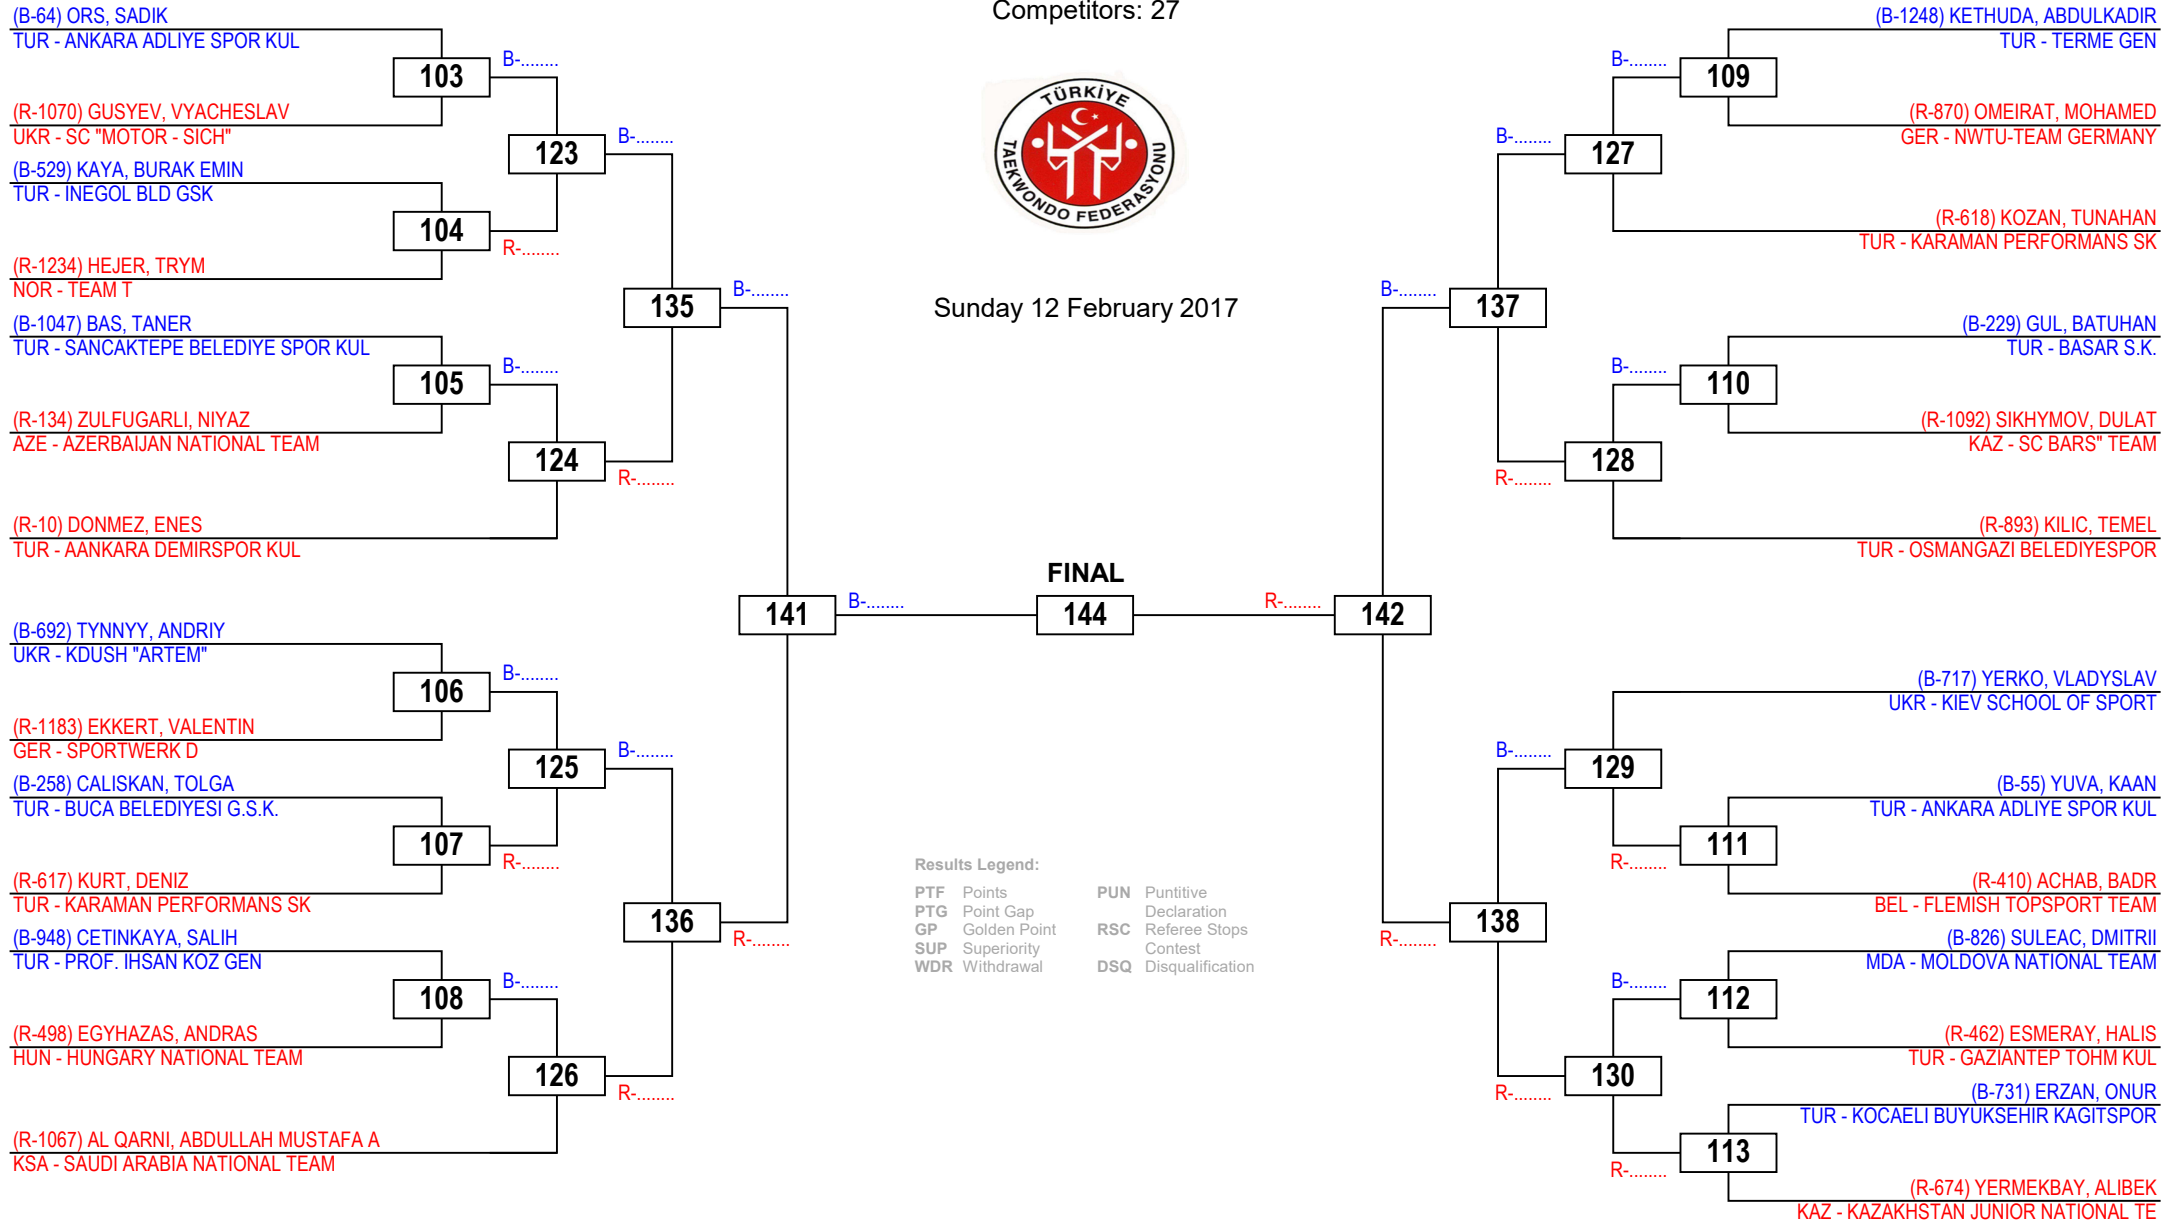 Competitors: 27
TÜRKİYE
TAEKWONDO FEDERASYONU
Sunday 12 February 2017
(B-64) ORS, SADIK
TUR - ANKARA ADLIYE SPOR KUL
103
B-........
(R-1070) GUSYEV, VYACHESLAV
UKR - SC "MOTOR - SICH"
123
B-........
(B-529) KAYA, BURAK EMIN
TUR - INEGOL BLD GSK
104
R-........
(R-1234) HEJER, TRYM
NOR - TEAM T
135
B-........
(B-1047) BAS, TANER
TUR - SANCAKTEPE BELEDIYE SPOR KUL
105
B-........
(R-134) ZULFUGARLI, NIYAZ
AZE - AZERBAIJAN NATIONAL TEAM
124
R-........
(R-10) DONMEZ, ENES
TUR - AANKARA DEMIRSPOR KUL
141
B-........
(B-692) TYNNYY, ANDRIY
UKR - KDUSH "ARTEM"
106
B-........
(R-1183) EKKERT, VALENTIN
GER - SPORTWERK D
125
B-........
(B-258) CALISKAN, TOLGA
TUR - BUCA BELEDIYESI G.S.K.
107
R-........
(R-617) KURT, DENIZ
TUR - KARAMAN PERFORMANS SK
136
R-........
(B-948) CETINKAYA, SALIH
TUR - PROF. IHSAN KOZ GEN
108
B-........
(R-498) EGYHAZAS, ANDRAS
HUN - HUNGARY NATIONAL TEAM
126
R-........
(R-1067) AL QARNI, ABDULLAH MUSTAFA A
KSA - SAUDI ARABIA NATIONAL TEAM
FINAL
144
Results Legend:
PTF Points
PTG Point Gap
GP Golden Point
SUP Superiority
WDR Withdrawal
PUN Puntitive
Declaration
RSC Referee Stops
Contest
DSQ Disqualification
(B-1248) KETHUDA, ABDULKADIR
TUR - TERME GEN
B-........
109
(R-870) OMEIRAT, MOHAMED
GER - NWTU-TEAM GERMANY
B-........
127
(R-618) KOZAN, TUNAHAN
TUR - KARAMAN PERFORMANS SK
B-........
137
(B-229) GUL, BATUHAN
TUR - BASAR S.K.
B-........
110
(R-1092) SIKHYMOV, DULAT
KAZ - SC BARS" TEAM
R-........
128
(R-893) KILIC, TEMEL
TUR - OSMANGAZI BELEDIYESPOR
R-........
142
(B-717) YERKO, VLADYSLAV
UKR - KIEV SCHOOL OF SPORT
B-........
129
(B-55) YUVA, KAAN
TUR - ANKARA ADLIYE SPOR KUL
R-........
111
(R-410) ACHAB, BADR
BEL - FLEMISH TOPSPORT TEAM
R-........
138
(B-826) SULEAC, DMITRII
MDA - MOLDOVA NATIONAL TEAM
B-........
112
(R-462) ESMERAY, HALIS
TUR - GAZIANTEP TOHM KUL
R-........
130
(B-731) ERZAN, ONUR
TUR - KOCAELI BUYUKSEHIR KAGITSPOR
R-........
113
(R-674) YERMEKBAY, ALIBEK
KAZ - KAZAKHSTAN JUNIOR NATIONAL TE